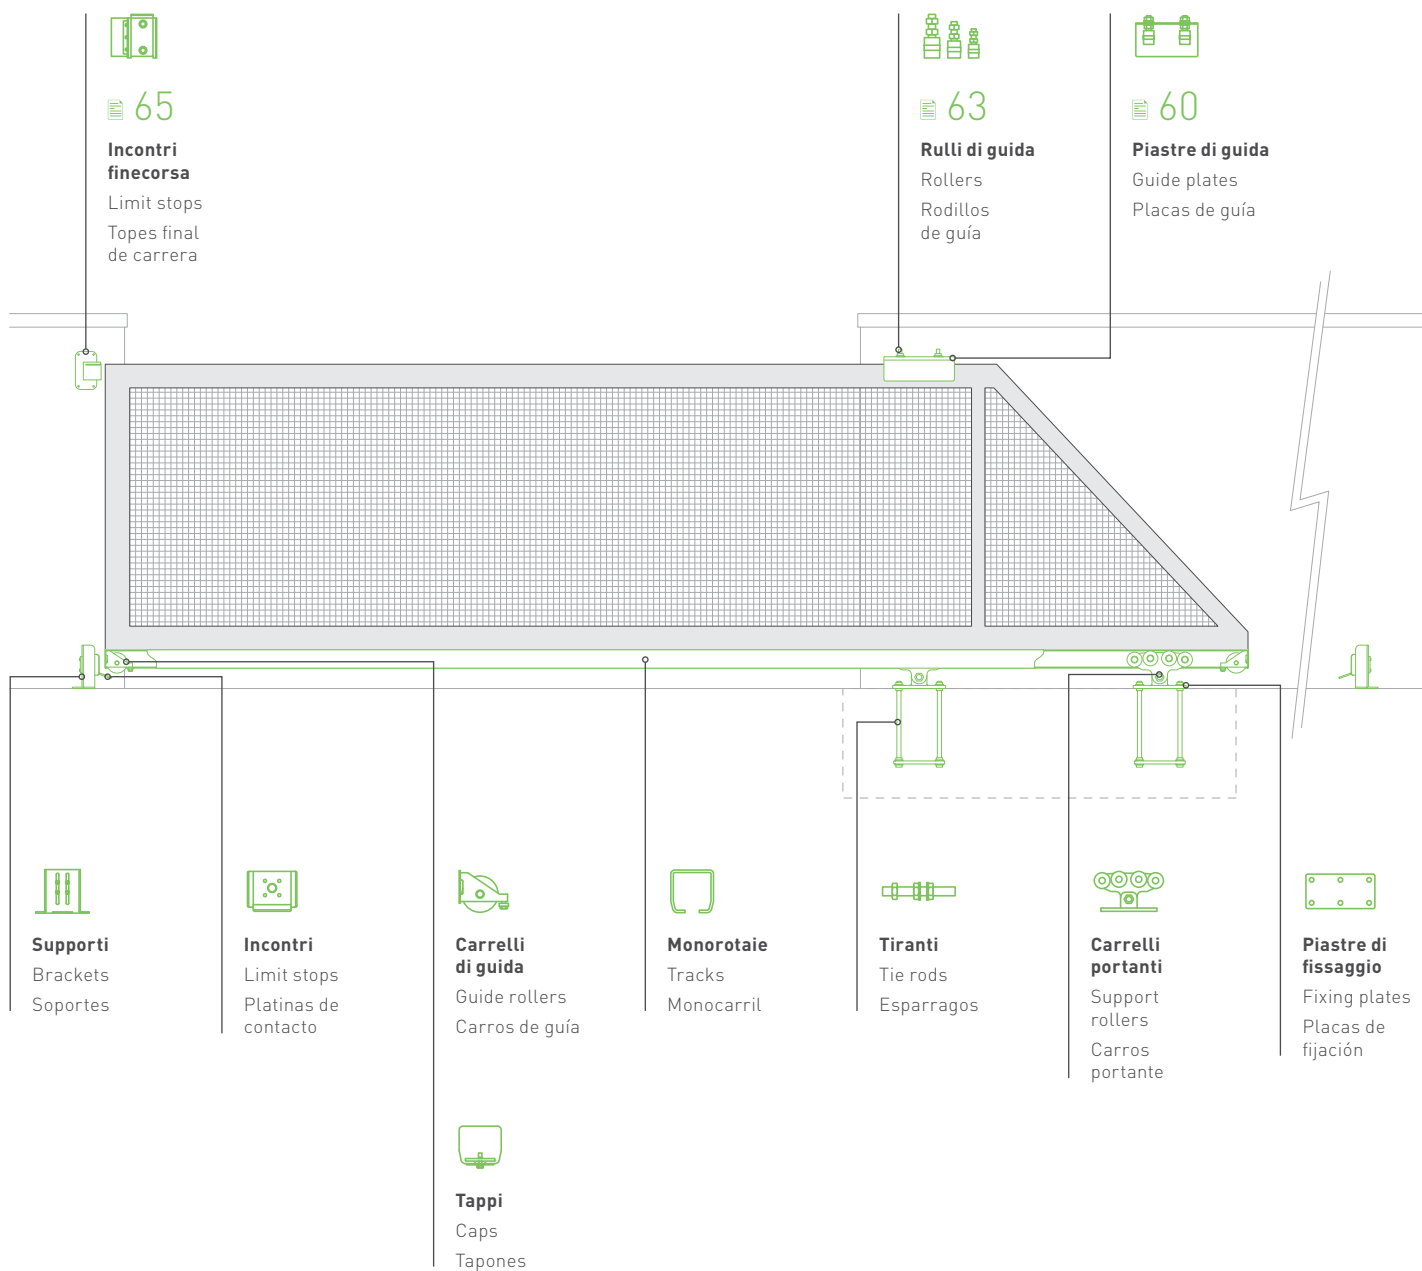 65
Incontri
finecorsa
Limit stops
Topes final
de carrera
63
Rulli di guida
Rollers
Rodillos
de guía
60
Piastre di guida
Guide plates
Placas de guía
Supporti
Brackets
Soportes
Incontri
Limit stops
Platinas de
contacto
Carrelli
di guida
Guide rollers
Carros de guía
Monorotaie
Tracks
Monocarril
Tiranti
Tie rods
Esparragos
Carrelli
portanti
Support
rollers
Carros
portante
Piastre di
fissaggio
Fixing plates
Placas de
fijación
Tappi
Caps
Tapones